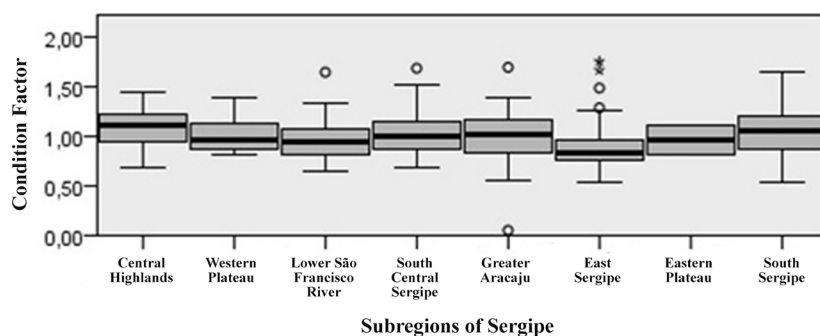 Condition Factor
2,00
1,50
1,00
0,50
0,00
Central
Highlands
Western
Plateau
Lower São
Francisco
River
South
Central
Sergipe
Greater
Aracaju
East
Sergipe
Eastern
Plateau
South
Sergipe
Subregions of Sergipe